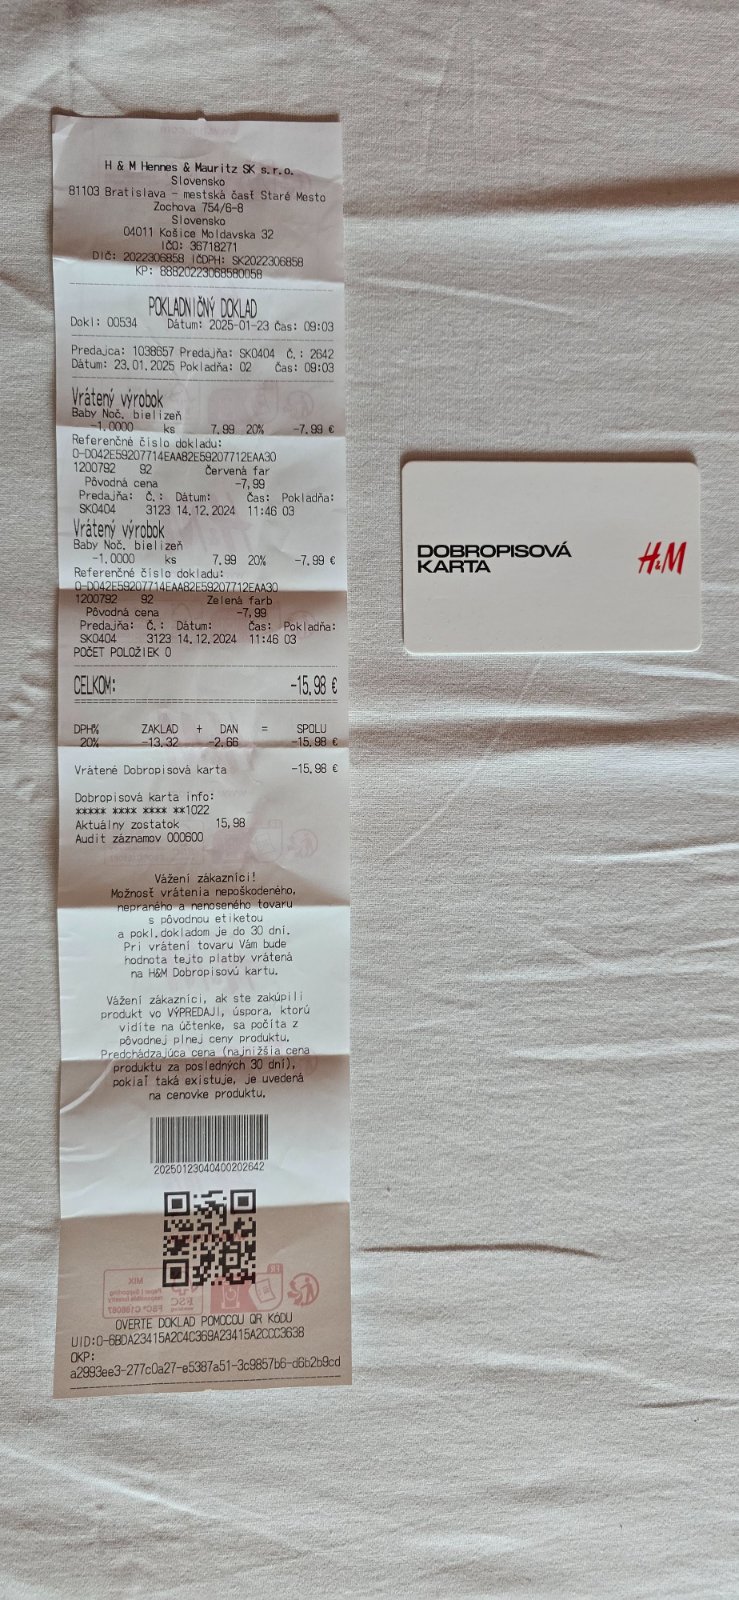 H & M Hennes & Mauritz SK s.r.o.
Slovensko
81103 Bratislava - mestská časť Staré Mesto
Zochova 754/6-8
Slovensko
04011 Košice Moldavska 32
IČO: 36718271
DIČ: 2022306858 IČDPH: SK2022306858
KP: 88820223068580058
POKLADNIČNÝ DOKLAD
Dokl: 00534 Dátum: 2025-01-23 Čas: 09:03
Predajca: 1038657 Predajňa: SK0404 Č.: 2642
Dátum: 23.01.2025 Pokladňa: 02 Čas: 09:03
Vrátený výrobok
Baby Noč. bielizeň
-1,0000 ks 7,99 20% -7,99 €
Referenčné číslo dokladu:
O-D042E59207714EAA82E59207712EAA30
1200792 92 Červená far
Pôvodná cena -7,99
Predajňa: Č.: Dátum: Čas: Pokladňa:
SK0404 3123 14.12.2024 11:46 03
Vrátený výrobok
Baby Noč. bielizeň
-1,0000 ks 7,99 20% -7,99 €
Referenčné číslo dokladu:
O-D042E59207714EAA82E59207712EAA30
1200792 92 Zelená farb
Pôvodná cena -7,99
Predajňa: Č.: Dátum: Čas: Pokladňa:
SK0404 3123 14.12.2024 11:46 03
POČET POLOŽIEK 0
CELKOM: -15,98 €
DPH% ZAKLAD + DAN = SPOLU
20% -13,32 -2,66 -15,98 €
Vrátené Dobropisová karta -15,98 €
Dobropisová karta info:
***** **** **** **1022
Aktuálny zostatok 15,98
Audit záznamov 000600
Vážení zákazníci!
Možnosť vrátenia nepoškodeného,
nepraného a nenoseného tovaru
s pôvodnou etiketou
a pokl.dokladom je do 30 dní.
Pri vrátení tovaru Vám bude
hodnota tejto platby vrátená
na H&M Dobropisovú kartu.
Vážení zákazníci, ak ste zakúpili
produkt vo VÝPREDAJI, úspora, ktorú
vidíte na účtenke, sa počíta z
pôvodnej plnej ceny produktu.
Predchádzajúca cena (najnižšia cena
produktu za posledných 30 dní),
pokiaľ taká existuje, je uvedená
na cenovke produktu.
20250123040400202642
OVERTE DOKLAD POMOCOU QR KÓDU
UID:O-6BDA23415A2C4C369A23415A2CCC3638
OKP:
a2993ee3-277c0a27-e5387a51-3c9857b6-d6b2b9cd
DOBROPISOVÁ
KARTA
H&M